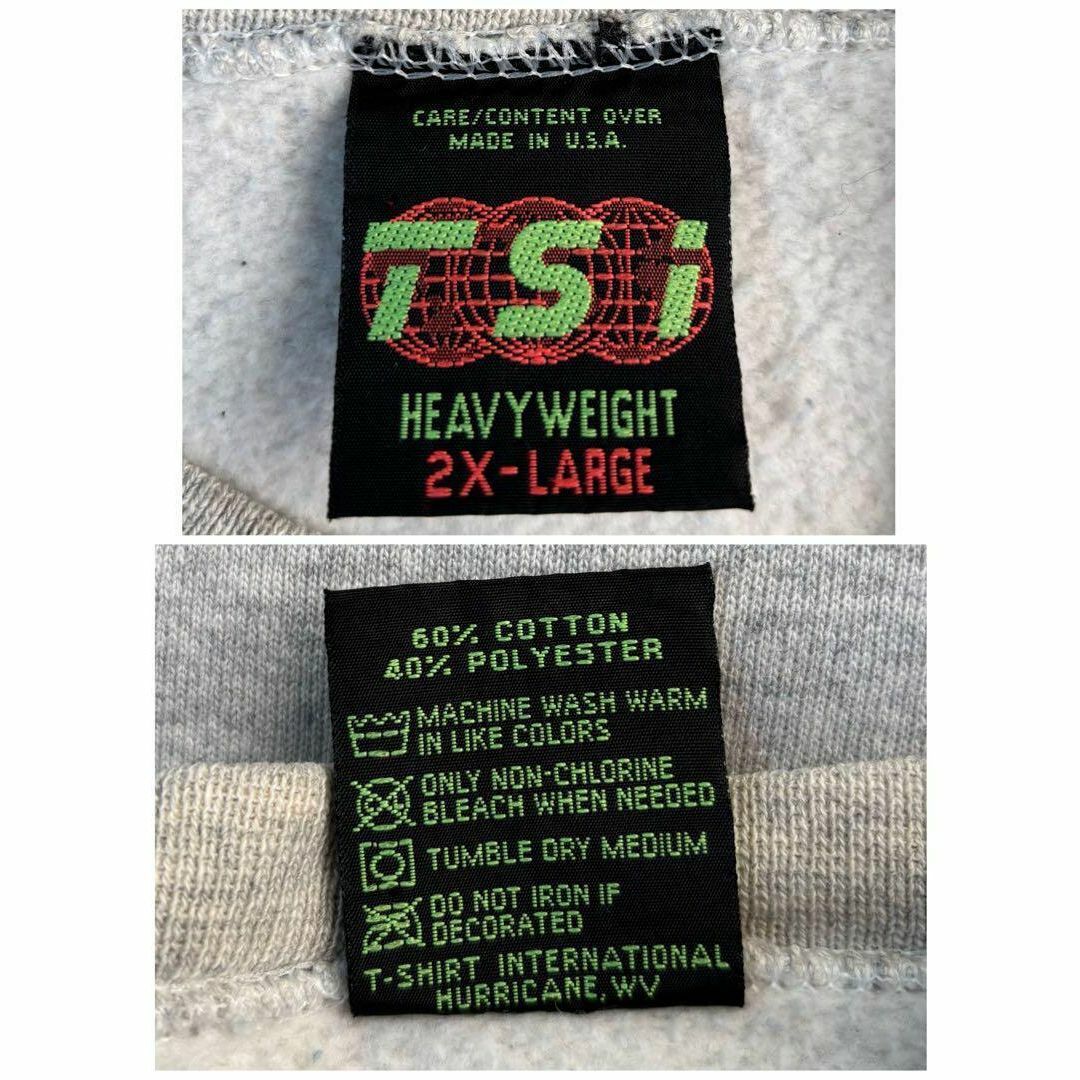 CARE/CONTENT OVER
MADE IN U.S.A.
TSi
HEAVYWEIGHT
2X-LARGE
60% COTTON
40% POLYESTER
MACHINE WASH WARM
IN LIKE COLORS
ONLY NON-CHLORINE
BLEACH WHEN NEEDED
TUMBLE DRY MEDIUM
DO NOT IRON IF
DECORATED
T-SHIRT INTERNATIONAL
HURRICANE, WV